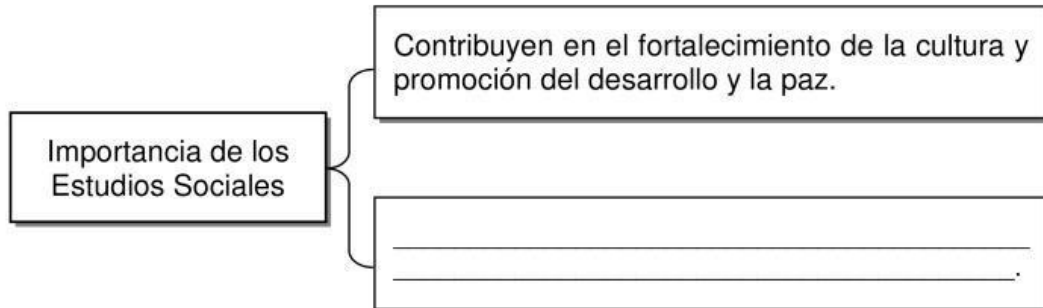 Contribuyen en el fortalecimiento de la cultura y
promoción del desarrollo y la paz.
Importancia de los
Estudios Sociales